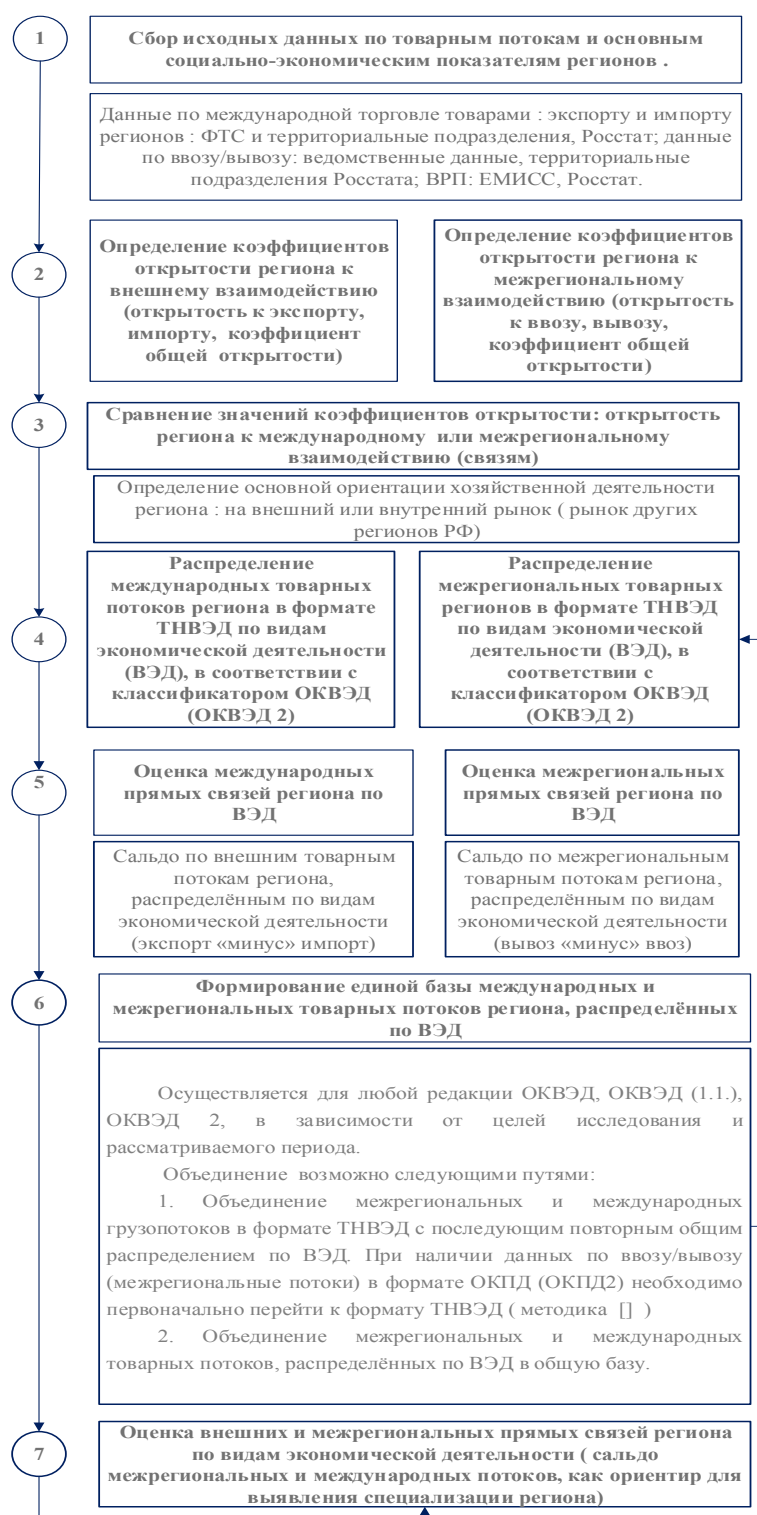 1
Сбор исходных данных по товарным потокам и основным
социально-экономическим показателям регионов .
Данные по международной торговле товарами : экспорту и импорту
регионов : ФТС и территориальные подразделения, Росстат; данные
по ввозу/вывозу: ведомственные данные, территориальные
подразделения Росстата; ВРП: ЕМИСС, Росстат.
2
Определение коэффициентов
открытости региона к
внешнему взаимодействию
(открытость к экспорту,
импорту, коэффициент
общей открытости)
Определение коэффициентов
открытости региона к
межрегиональному
взаимодействию (открытость
к ввозу, вывозу,
коэффициент общей
открытости)
3
Сравнение значений коэффициентов открытости: открытость
региона к международному или межрегиональному
взаимодействию (связям)
Определение основной ориентации хозяйственной деятельности
региона : на внешний или внутренний рынок ( рынок других
регионов РФ)
4
Распределение
международных товарных
потоков региона в формате
ТНВЭД по видам
экономической деятельности
(ВЭД), в соответствии с
классификатором ОКВЭД
(ОКВЭД 2)
Распределение
межрегиональных товарных
регионов в формате ТНВЭД
по видам экономической
деятельности (ВЭД), в
соответствии с
классификатором ОКВЭД
(ОКВЭД 2)
5
Оценка международных
прямых связей региона по
ВЭД
Оценка межрегиональных
прямых связей региона по
ВЭД
Сальдо по внешним товарным
потокам региона,
распределённым по видам
экономической деятельности
(экспорт «минус» импорт)
Сальдо по межрегиональным
товарным потокам региона,
распределённым по видам
экономической деятельности
(вывоз «минус» ввоз)
6
Формирование единой базы международных и
межрегиональных товарных потоков региона, распределённых
по ВЭД
Осуществляется для любой редакции ОКВЭД, ОКВЭД (1.1.),
ОКВЭД 2, в зависимости от целей исследования и
рассматриваемого периода.
Объединение возможно следующими путями:
1. Объединение межрегиональных и международных
грузопотоков в формате ТНВЭД с последующим повторным общим
распределением по ВЭД. При наличии данных по ввозу/вывозу
(межрегиональные потоки) в формате ОКПД (ОКПД2) необходимо
первоначально перейти к формату ТНВЭД ( методика [] )
2. Объединение межрегиональных и международных
товарных потоков, распределённых по ВЭД в общую базу.
7
Оценка внешних и межрегиональных прямых связей региона
по видам экономической деятельности ( сальдо
межрегиональных и международных потоков, как ориентир для
выявления специализации региона)